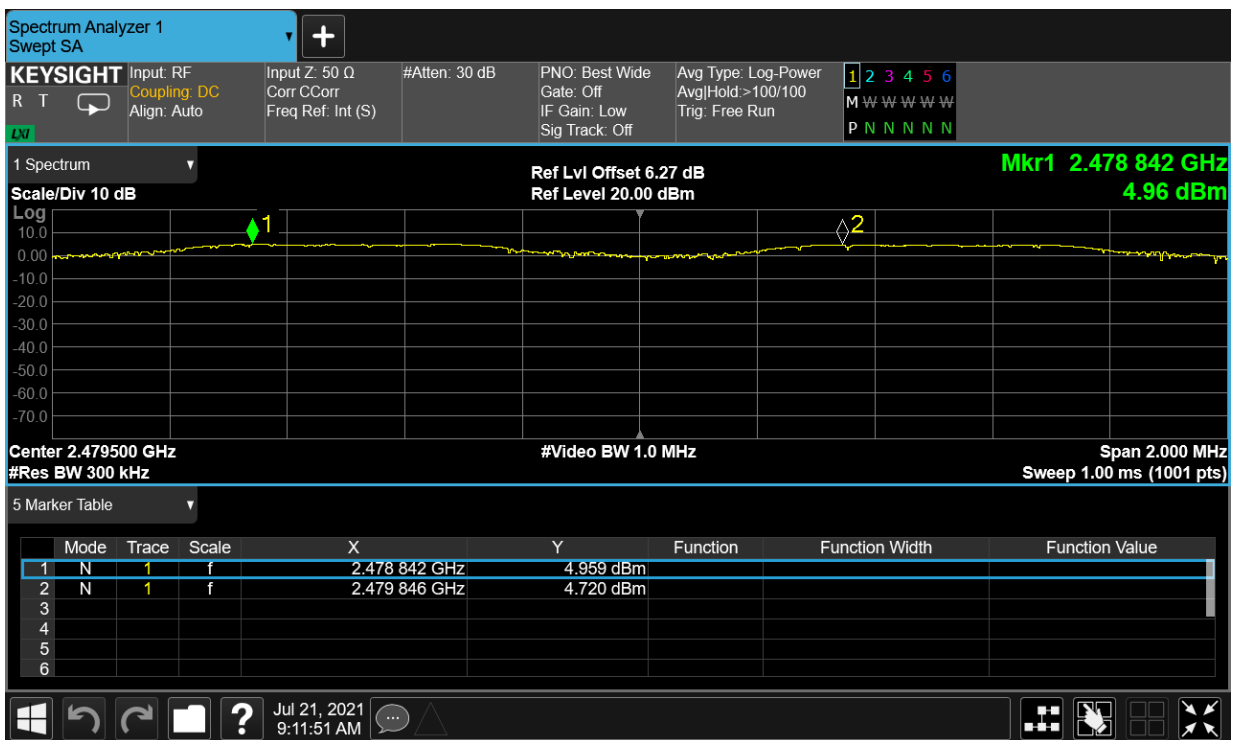 Spectrum Analyzer 1
Swept SA
+
KEYSIGHT
R T
LXI
Input: RF
Coupling: DC
Align: Auto
Input Z: 50 Ω
Corr CCorr
Freq Ref: Int (S)
#Atten: 30 dB
PNO: Best Wide
Gate: Off
IF Gain: Low
Sig Track: Off
Avg Type: Log-Power
Avg|Hold:>100/100
Trig: Free Run
1 2 3 4 5 6
M W W W W W
P N N N N N
1 Spectrum
Scale/Div 10 dB
Ref Lvl Offset 6.27 dB
Ref Level 20.00 dBm
Mkr1 2.478 842 GHz
4.96 dBm
Log
10.0
0.00
-10.0
-20.0
-30.0
-40.0
-50.0
-60.0
-70.0
1
2
Center 2.479500 GHz
#Res BW 300 kHz
#Video BW 1.0 MHz
Span 2.000 MHz
Sweep 1.00 ms (1001 pts)
5 Marker Table
Mode Trace Scale X Y Function Function Width Function Value
1 N 1 f 2.478 842 GHz 4.959 dBm
2 N 1 f 2.479 846 GHz 4.720 dBm
3
4
5
6
?
Jul 21, 2021
9:11:51 AM